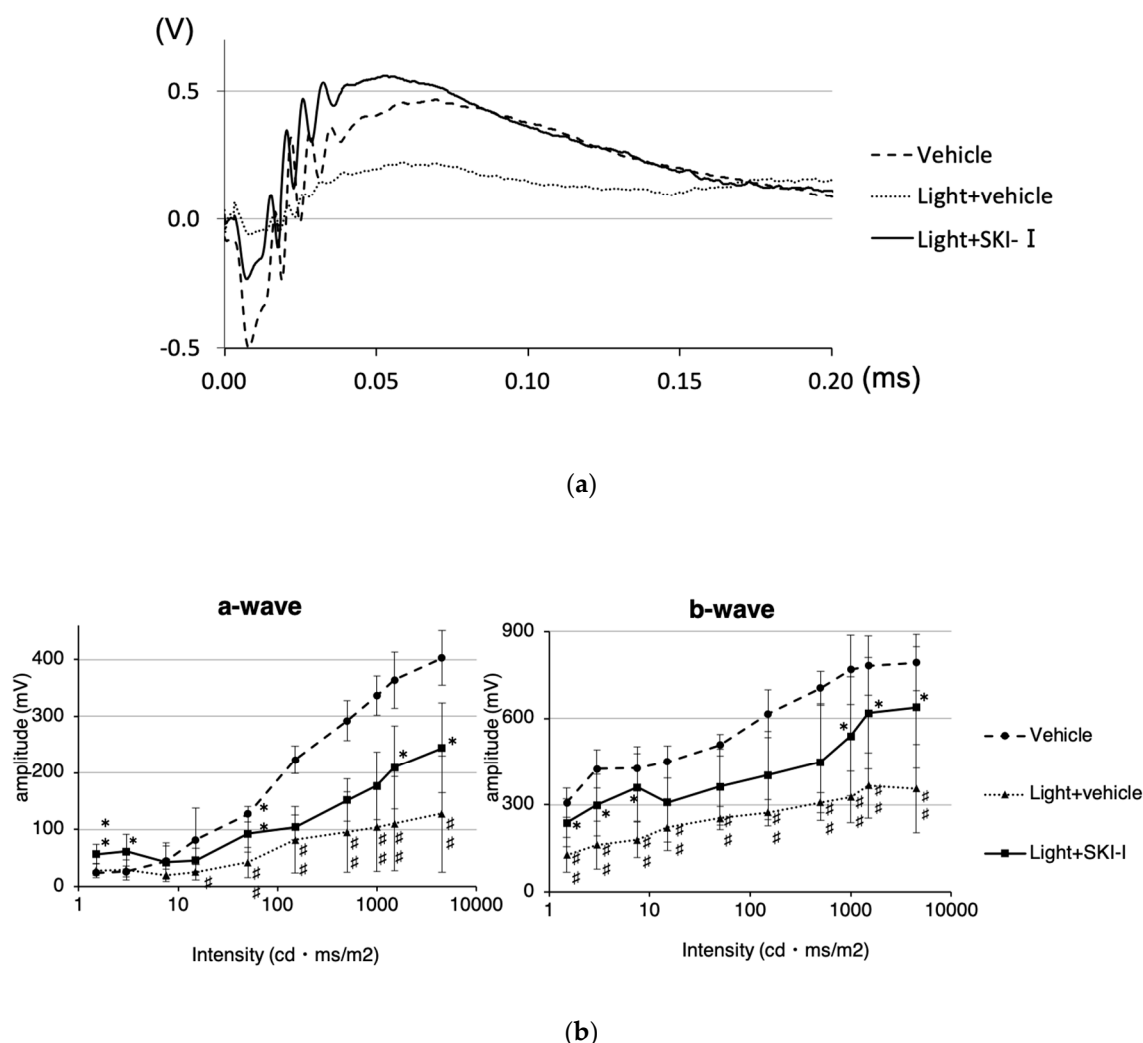 (V)
0.5
0.0
-0.5
0.00 0.05 0.10 0.15 0.20 (ms)
Vehicle
Light+vehicle
Light+SKI-Ⅰ
(a)
a-wave
amplitude (mV)
400
300
200
100
0
1 10 100 1000 10000
Intensity (cd・ms/m2)
* * * * * * *
♯ ♯ ♯ ♯ ♯ ♯ ♯ ♯ ♯ ♯ ♯ ♯ ♯
b-wave
amplitude (mV)
900
600
300
0
1 10 100 1000 10000
Intensity (cd・ms/m2)
* * * * * *
♯ ♯ ♯ ♯ ♯ ♯ ♯ ♯ ♯ ♯ ♯ ♯ ♯ ♯ ♯ ♯ ♯ ♯ ♯ ♯
Vehicle
Light+vehicle
Light+SKI-I
(b)